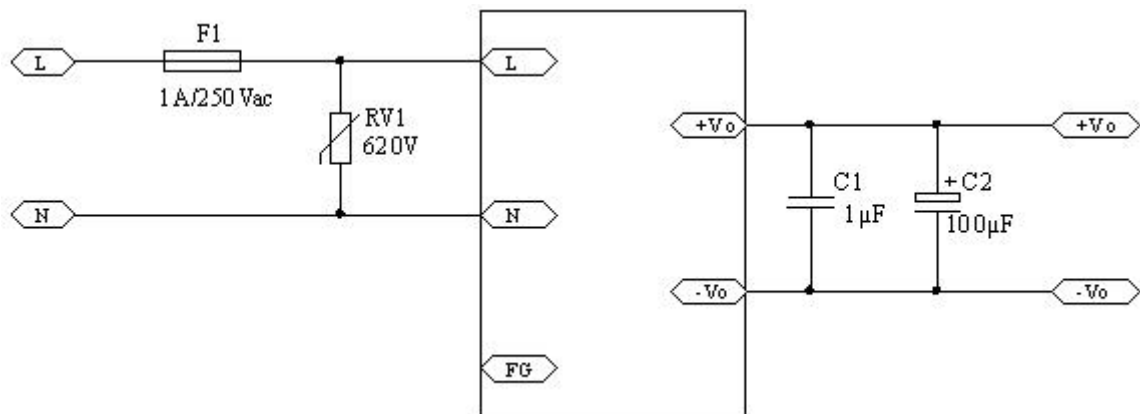 F1
L
L
1A/250Vac
RV1
620V
+Vo
+Vo
C1
1µF
+
C2
100µF
N
N
-Vo
-Vo
FG